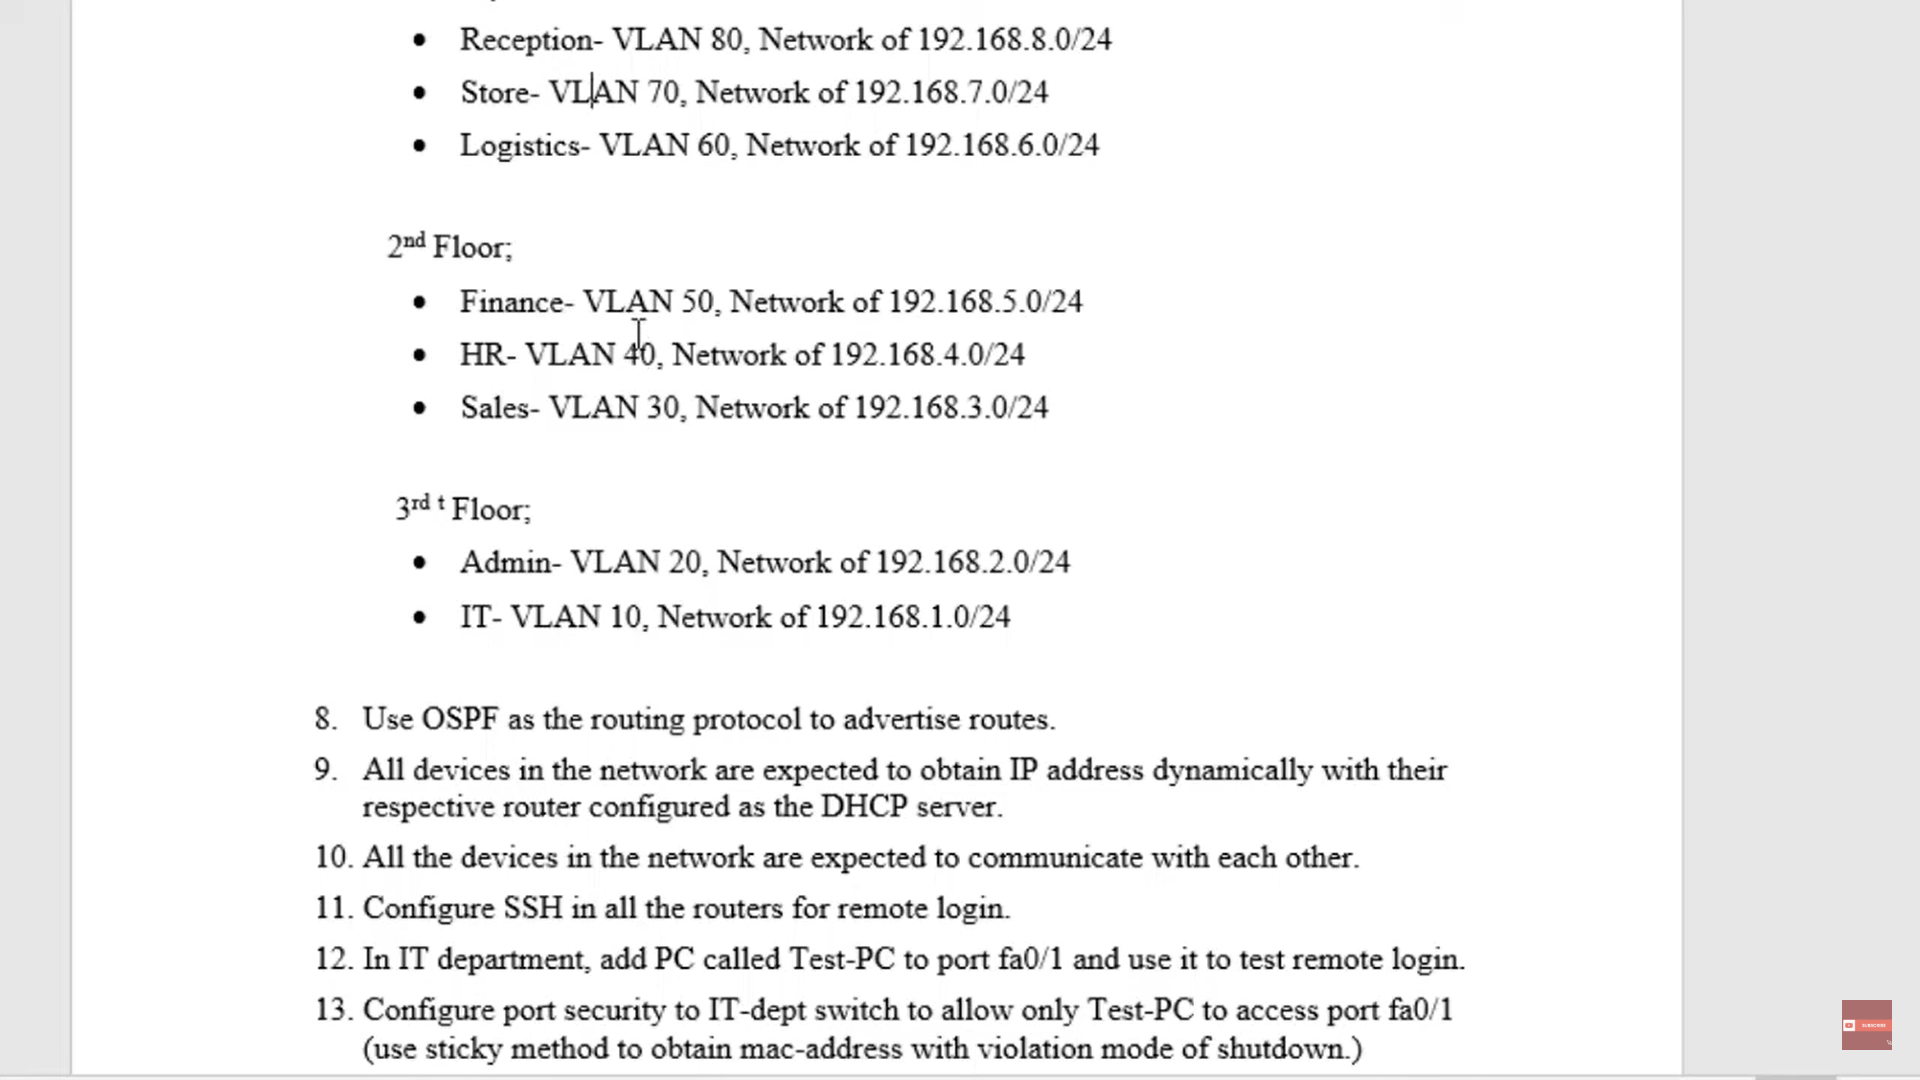 • Reception- VLAN 80, Network of 192.168.8.0/24
• Store- VLAN 70, Network of 192.168.7.0/24
• Logistics- VLAN 60, Network of 192.168.6.0/24
2nd Floor;
• Finance- VLAN 50, Network of 192.168.5.0/24
• HR- VLAN 40, Network of 192.168.4.0/24
• Sales- VLAN 30, Network of 192.168.3.0/24
3rd t Floor;
• Admin- VLAN 20, Network of 192.168.2.0/24
• IT- VLAN 10, Network of 192.168.1.0/24
8. Use OSPF as the routing protocol to advertise routes.
9. All devices in the network are expected to obtain IP address dynamically with their
respective router configured as the DHCP server.
10. All the devices in the network are expected to communicate with each other.
11. Configure SSH in all the routers for remote login.
12. In IT department, add PC called Test-PC to port fa0/1 and use it to test remote login.
13. Configure port security to IT-dept switch to allow only Test-PC to access port fa0/1
(use sticky method to obtain mac-address with violation mode of shutdown.)
SUBSCRIBE